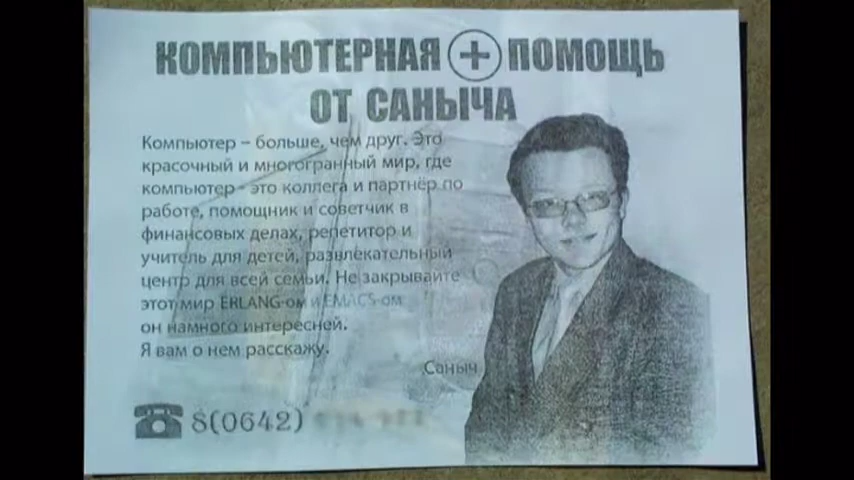 КОМПЬЮТЕРНАЯ + ПОМОЩЬ
ОТ САНЫЧА
Компьютер – больше, чем друг. Это
красочный и многогранный мир, где
компьютер - это коллега и партнёр по
работе, помощник и советчик в
финансовых делах, репетитор и
учитель для детей, развлекательный
центр для всей семьи. Не закрывайте
этот мир ERLANG-ом и EMACS-ом
он намного интересней.
Я вам о нем расскажу.
Саныч
8(0642)